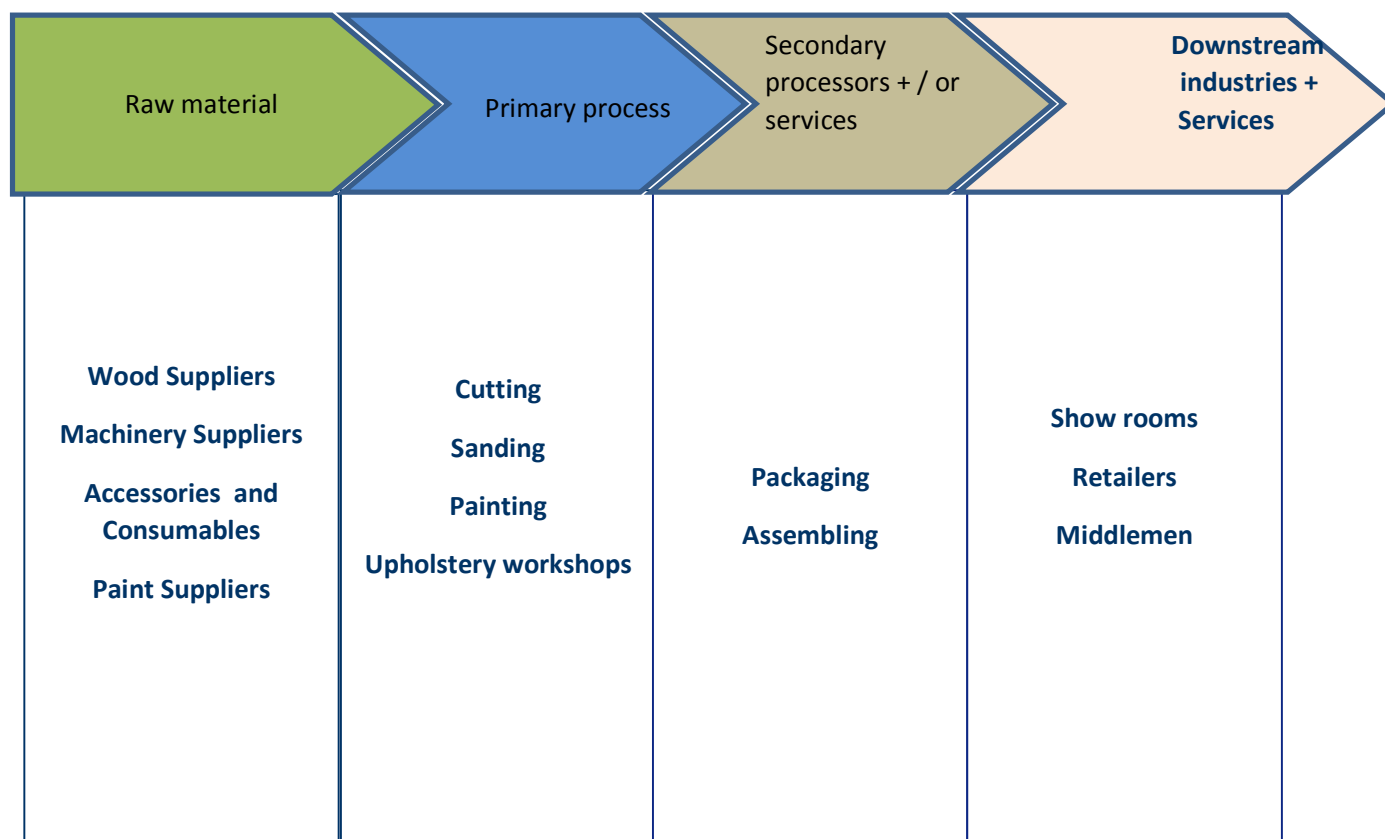 Raw material
Primary process
Secondary
processors + / or
services
Downstream
industries +
Services
Wood Suppliers
Machinery Suppliers
Accessories and
Consumables
Paint Suppliers
Cutting
Sanding
Painting
Upholstery workshops
Packaging
Assembling
Show rooms
Retailers
Middlemen